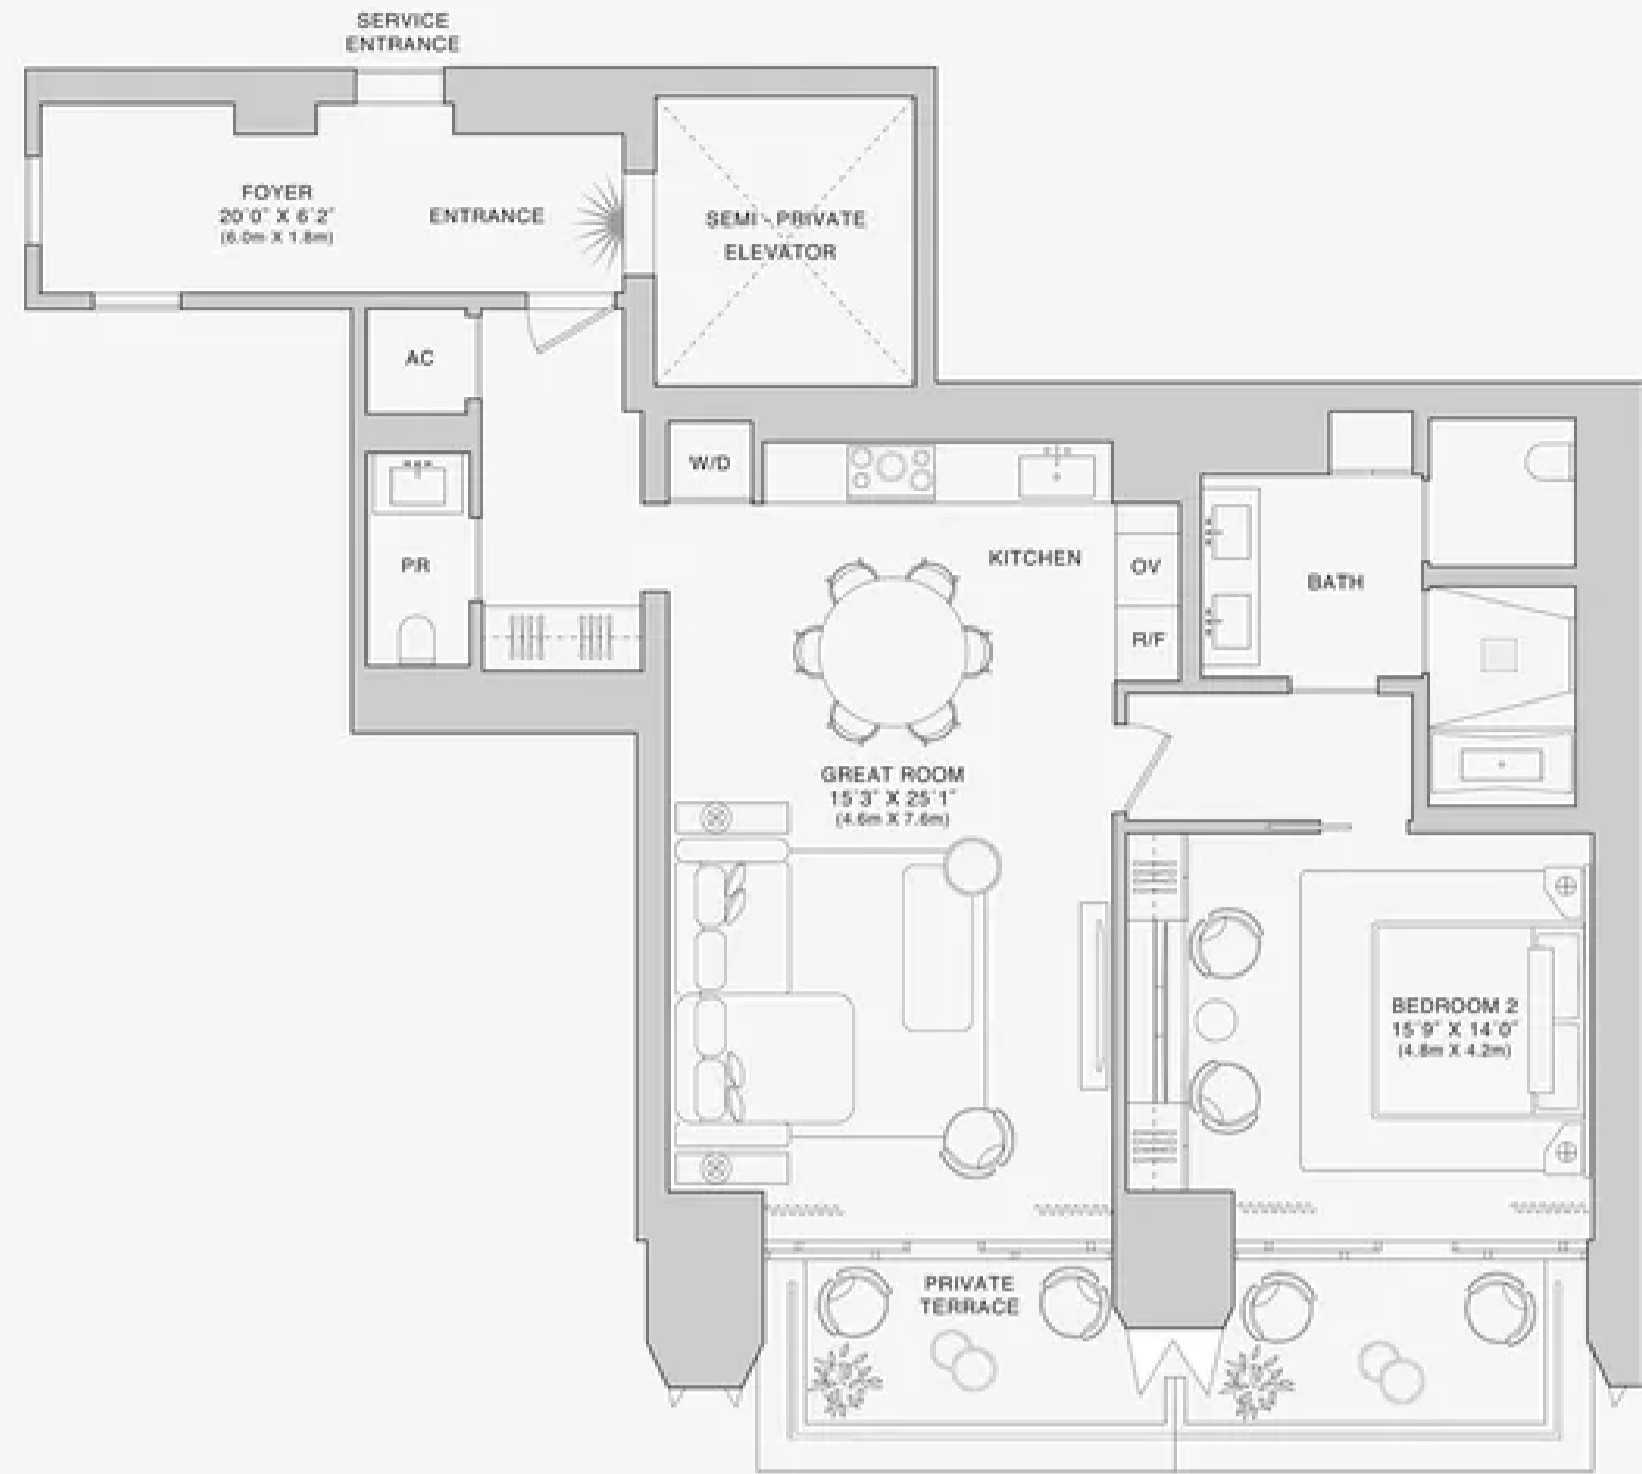 SERVICE
ENTRANCE
FOYER
20'0" X 6'2"
(6.0m X 1.8m)
ENTRANCE
SEMI - PRIVATE
ELEVATOR
AC
W/D
PR
KITCHEN
OV
R/F
BATH
GREAT ROOM
15'3" X 25'1"
(4.6m X 7.6m)
BEDROOM 2
15'9" X 14'0"
(4.8m X 4.2m)
PRIVATE
TERRACE